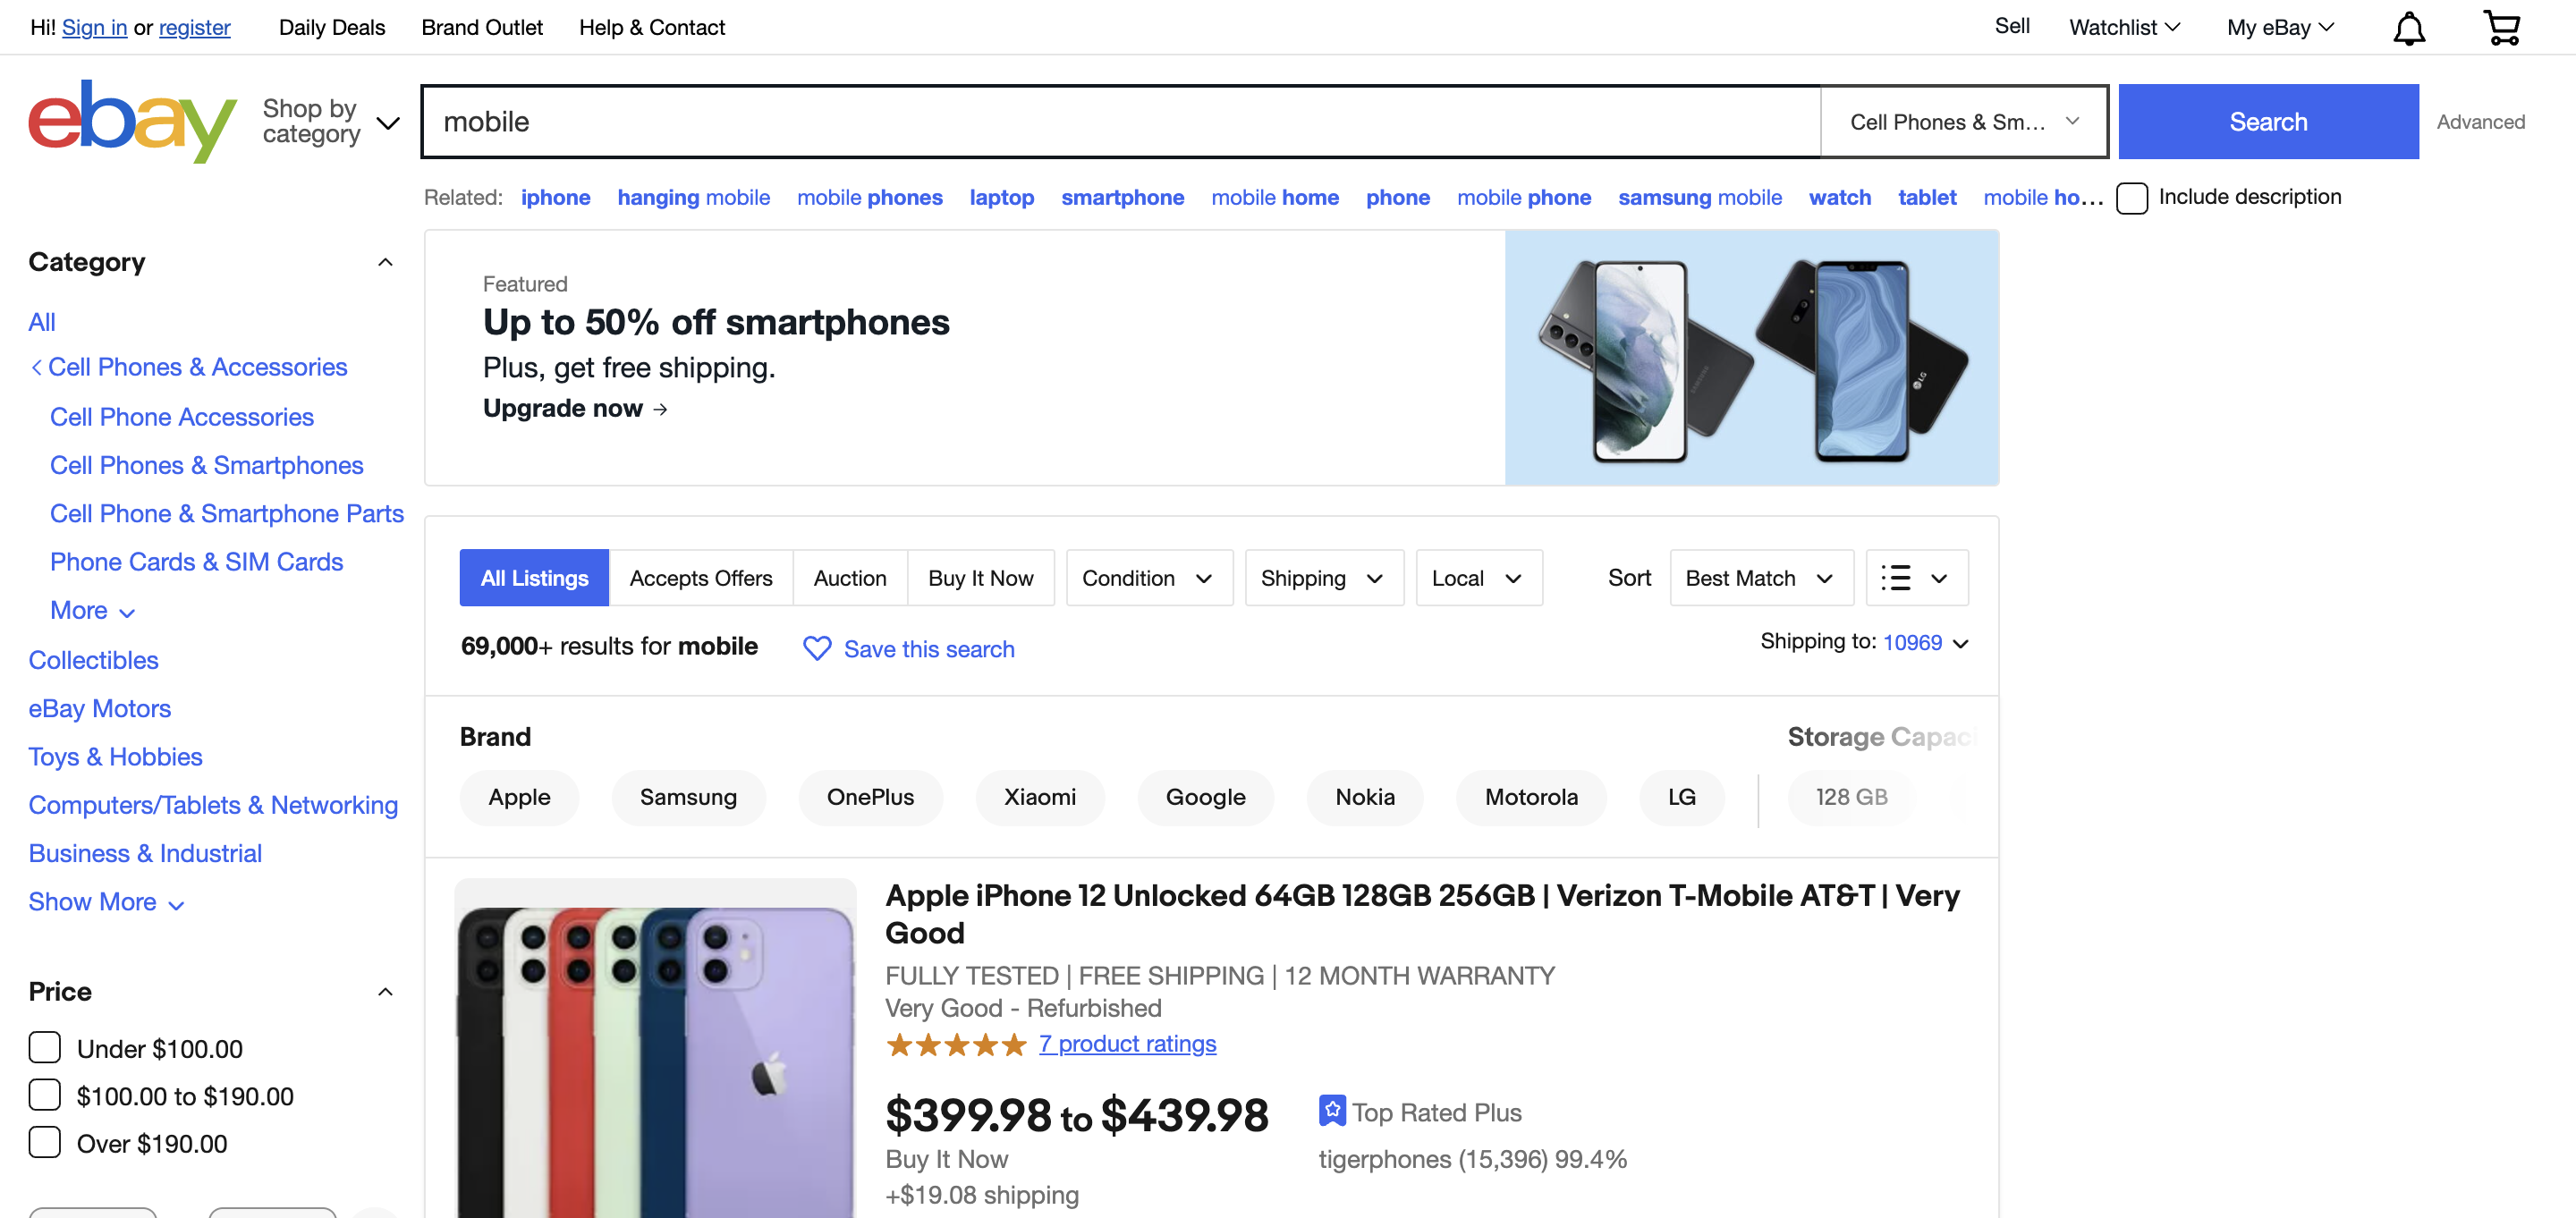 Hi! Sign in or register Daily Deals Brand Outlet Help & Contact Sell Watchlist My eBay
ebay
Shop by
category
mobile
Cell Phones & Sm...
Search
Advanced
Related: iphone hanging mobile mobile phones laptop smartphone mobile home phone mobile phone samsung mobile watch tablet mobile ho... Include description
Category
All
Cell Phones & Accessories
Cell Phone Accessories
Cell Phones & Smartphones
Cell Phone & Smartphone Parts
Phone Cards & SIM Cards
More
Collectibles
eBay Motors
Toys & Hobbies
Computers/Tablets & Networking
Business & Industrial
Show More
Price
Under $100.00
$100.00 to $190.00
Over $190.00
Featured
Up to 50% off smartphones
Plus, get free shipping.
Upgrade now →
SAMSUNG
LG
All Listings Accepts Offers Auction Buy It Now Condition Shipping Local Sort Best Match
69,000+ results for mobile Save this search Shipping to: 10969
Brand Storage Capac
Apple Samsung OnePlus Xiaomi Google Nokia Motorola LG 128 GB
Apple iPhone 12 Unlocked 64GB 128GB 256GB | Verizon T-Mobile AT&T | Very
Good
FULLY TESTED | FREE SHIPPING | 12 MONTH WARRANTY
Very Good - Refurbished
7 product ratings
$399.98 to $439.98
Top Rated Plus
Buy It Now
tigerphones (15,396) 99.4%
+$19.08 shipping